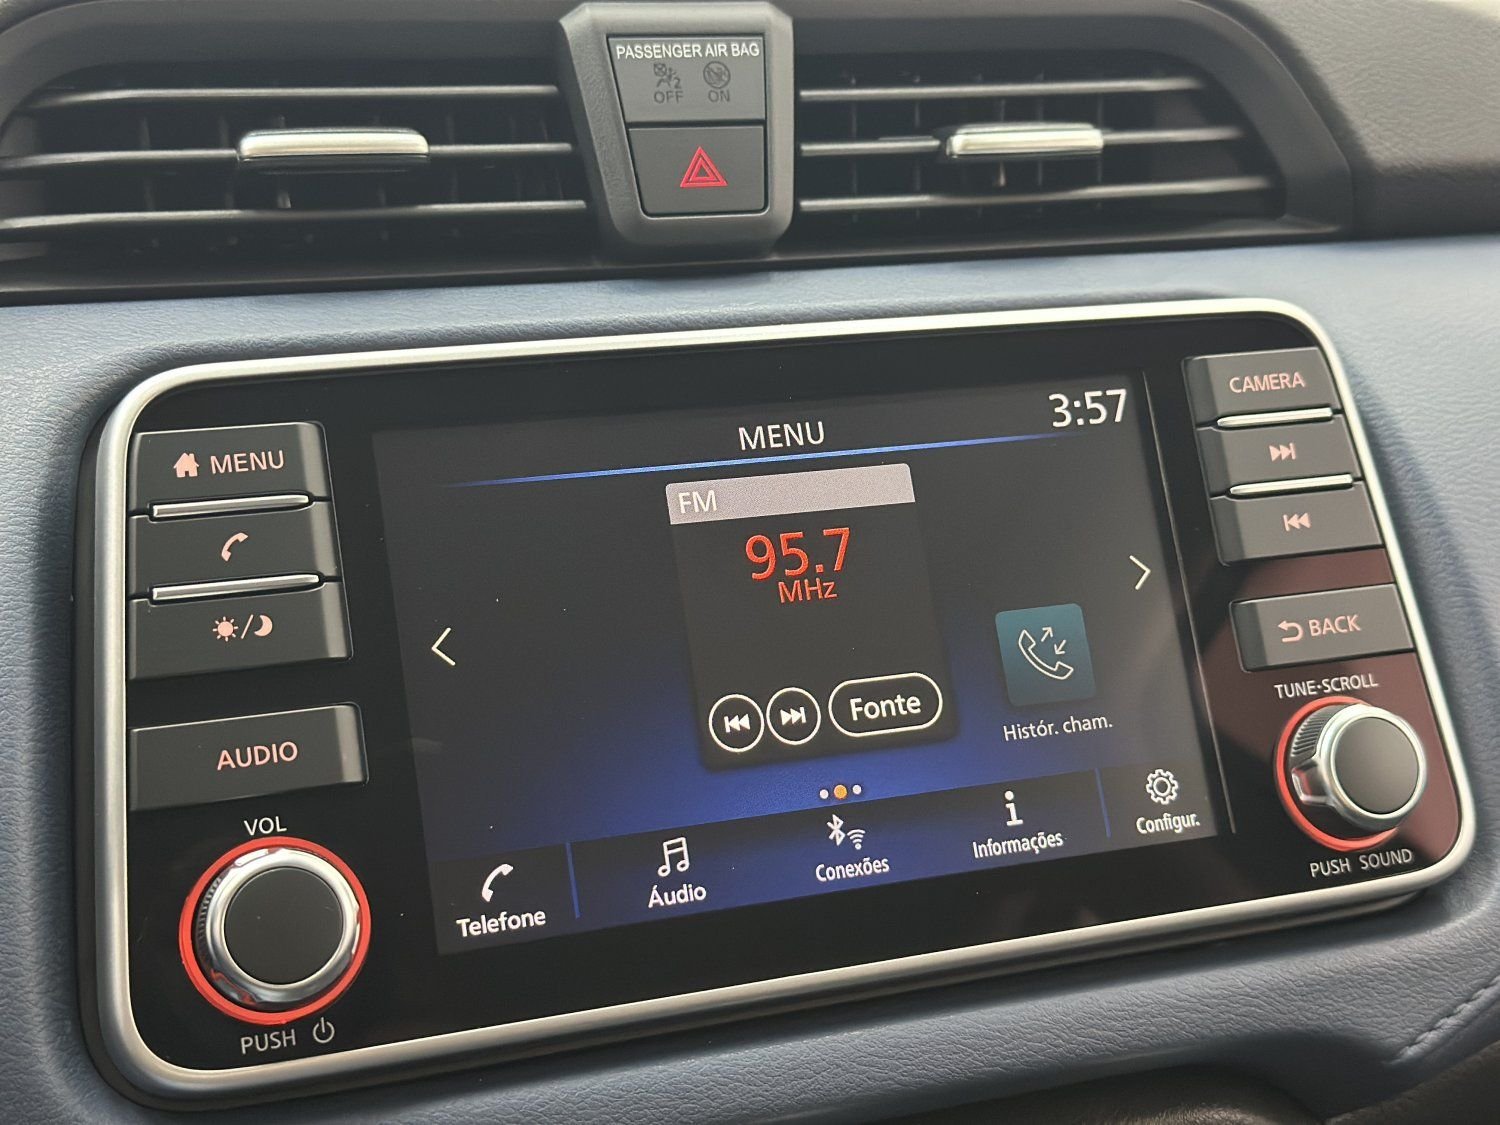 PASSENGER AIR BAG
2
OFF ON
MENU
3:57
CAMERA
MENU
FM
95.7
MHz
BACK
TUNE·SCROLL
Fonte
Histór. cham.
AUDIO
VOL
Telefone
Áudio
Conexões
Informações
Configur.
PUSH SOUND
PUSH